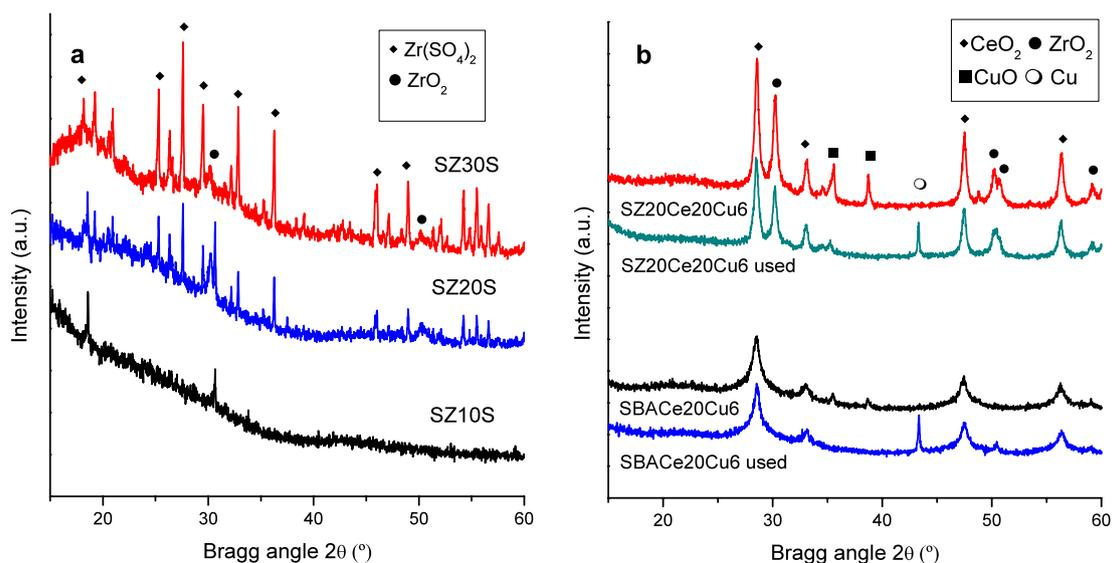 a
Zr(SO₄)₂
ZrO₂
SZ30S
SZ20S
SZ10S
Intensity (a.u.)
20 30 40 50 60
Bragg angle 2θ (º)
b
CeO₂ ZrO₂
CuO Cu
SZ20Ce20Cu6
SZ20Ce20Cu6 used
SBACe20Cu6
SBACe20Cu6 used
Intensity (a.u.)
20 30 40 50 60
Bragg angle 2θ (º)